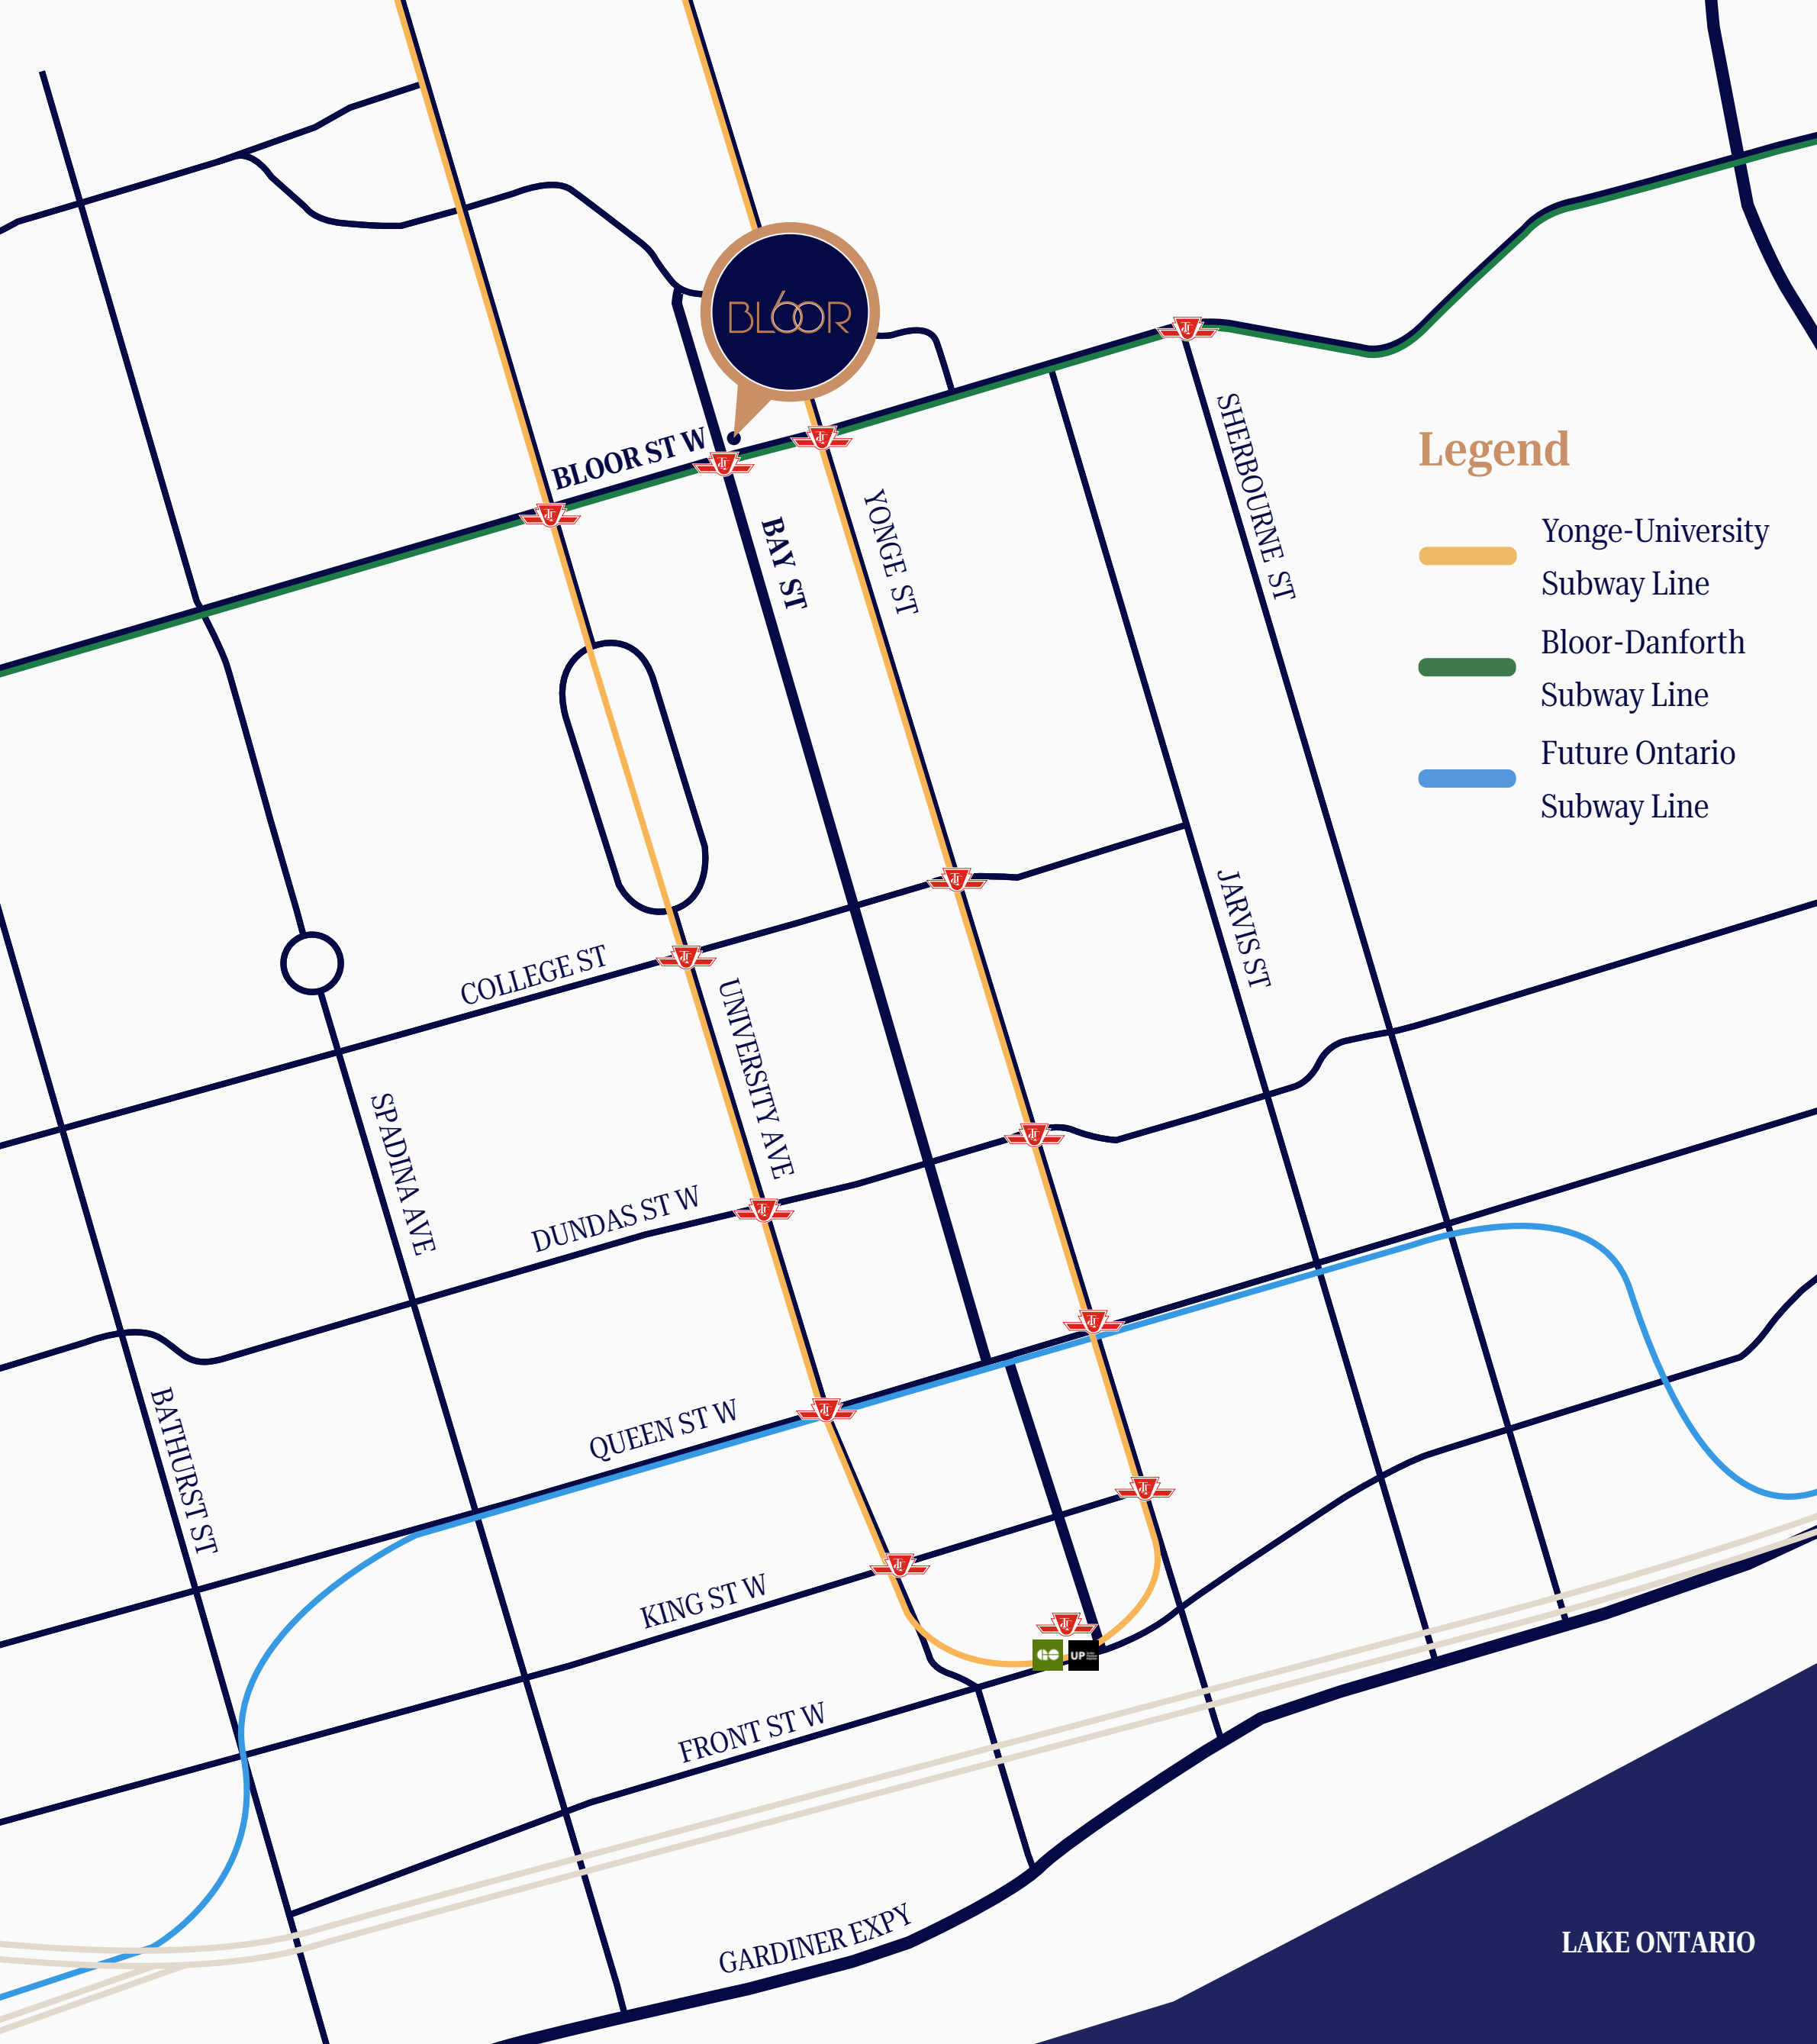 BLOOR
BLOOR ST W
BAY ST
YONGE ST
SHERBOURNE ST
Legend
Yonge-University
Subway Line
Bloor-Danforth
Subway Line
Future Ontario
Subway Line
JARVIS ST
COLLEGE ST
UNIVERSITY AVE
SPADINA AVE
DUNDAS ST W
BATHURST ST
QUEEN ST W
KING ST W
GO
UP
FRONT ST W
GARDINER EXPY
LAKE ONTARIO